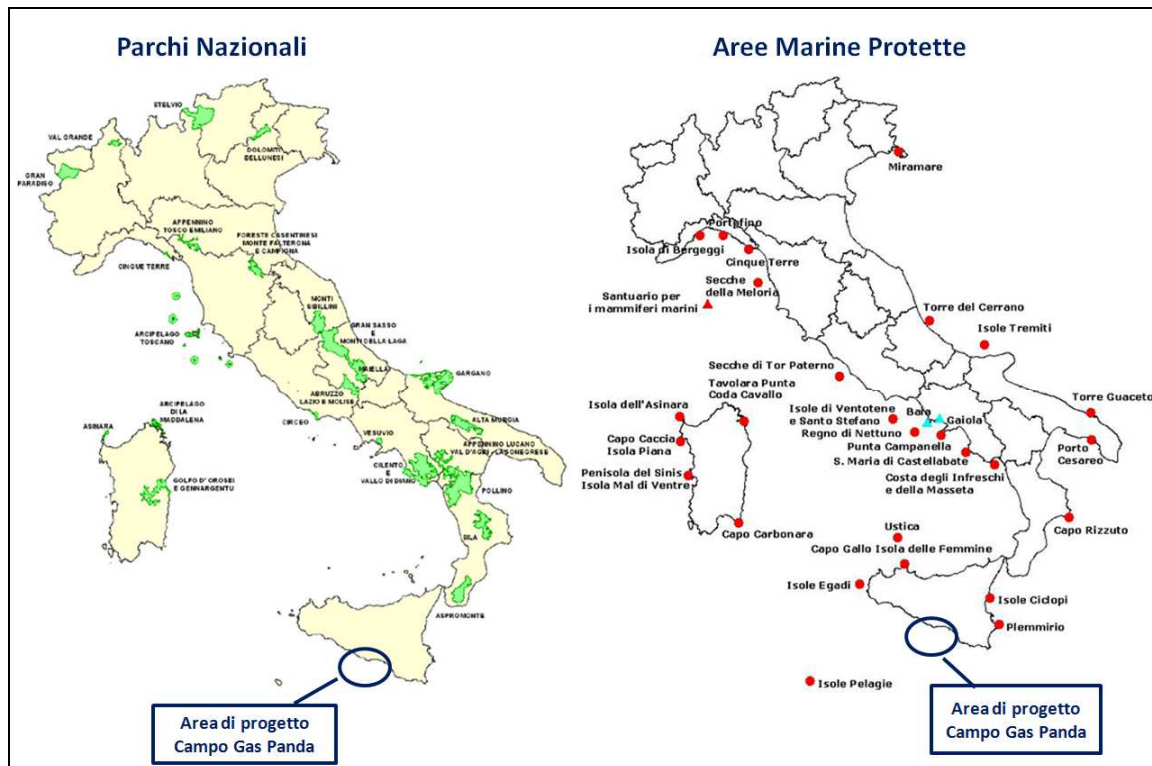 Parchi Nazionali
STELVIO
VAL GRANDE
DOLOMITI
BELLUNESI
GRAN
PARADISO
APPENNINO
TOSCO EMILIANO
FORESTE CASENTINESI
MONTE FALTERONA
E CAMPIGNA
CINQUE TERRE
MONTI
SIBILLINI
GRAN SASSO
E
MONTI DELLA LAGA
ARCIPELAGO
TOSCANO
MAIELLA
GARGANO
ABRUZZO
LAZIO E MOLISE
CIRCEO
ALTA MURGIA
ARCIPELAGO
DI LA
MADDALENA
ASINARA
VESUVIO
APPENNINO LUCANO
VAL D'AGRI - LAGONEGRESE
CILENTO
E
VALLO DI DIANO
GOLFO D'OROSEI
E GENNARGENTU
POLLINO
SILA
ASPROMONTE
Area di progetto
Campo Gas Panda
Aree Marine Protette
Miramare
Portofino
Isola di Bergeggi
Cinque Terre
Secche
della Meloria
Santuario per
i mammiferi marini
Torre del Cerrano
Isole Tremiti
Secche di Tor Paterno
Tavolara Punta
Coda Cavallo
Torre Guaceto
Isola dell'Asinara
Isole di Ventotene
e Santo Stefano
Baia
Gaiola
Regno di Nettuno
Capo Caccia
Isola Piana
Punta Campanella
Porto
Cesareo
S. Maria di Castellabate
Penisola del Sinis
Isola Mal di Ventre
Costa degli Infreschi
e della Masseta
Capo Carbonara
Ustica
Capo Rizzuto
Capo Gallo Isola delle Femmine
Isole Egadi
Isole Ciclopi
Plemmirio
Isole Pelagie
Area di progetto
Campo Gas Panda